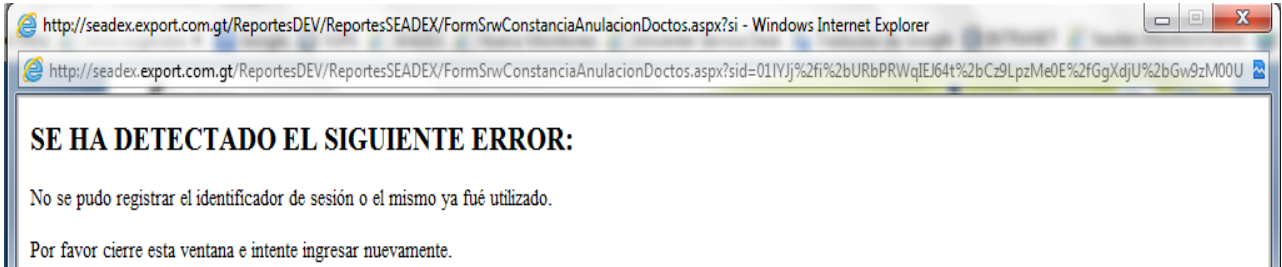 http://seadex.export.com.gt/ReportesDEV/ReportesSEADEX/FormSrwConstanciaAnulacionDoctos.aspx?si - Windows Internet Explorer
http://seadex.export.com.gt/ReportesDEV/ReportesSEADEX/FormSrwConstanciaAnulacionDoctos.aspx?sid=01IYJj%2fi%2bURbPRWqIEJ64t%2bCz9LpzMe0E%2fGgXdjU%2bGw9zM00U
SE HA DETECTADO EL SIGUIENTE ERROR:
No se pudo registrar el identificador de sesión o el mismo ya fué utilizado.
Por favor cierre esta ventana e intente ingresar nuevamente.